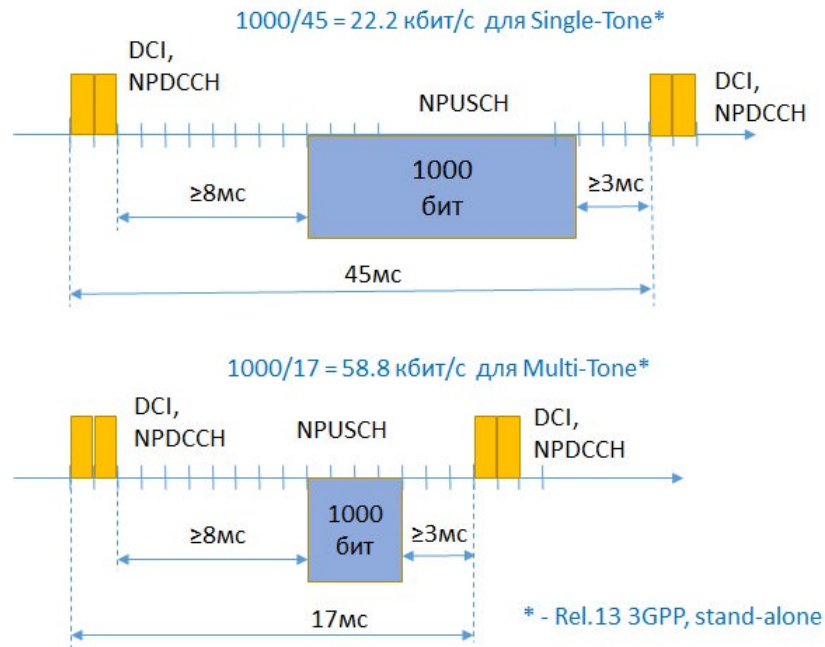 1000/45 = 22.2 кбит/с для Single-Tone*
DCI,
NPDCCH
NPUSCH
DCI,
NPDCCH
1000
бит
≥8мс
≥3мс
45мс
1000/17 = 58.8 кбит/с для Multi-Tone*
DCI,
NPDCCH
NPUSCH
DCI,
NPDCCH
1000
бит
≥8мс
≥3мс
17мс
* - Rel.13 3GPP, stand-alone